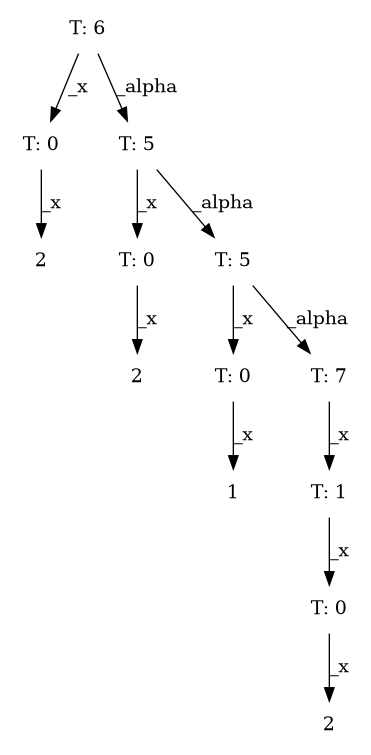 T: 6
_x _alpha
T: 0 T: 5
_x _x _alpha
2 T: 0 T: 5
_x _x _alpha
2 T: 0 T: 7
_x _x
1 T: 1
_x
T: 0
_x
2